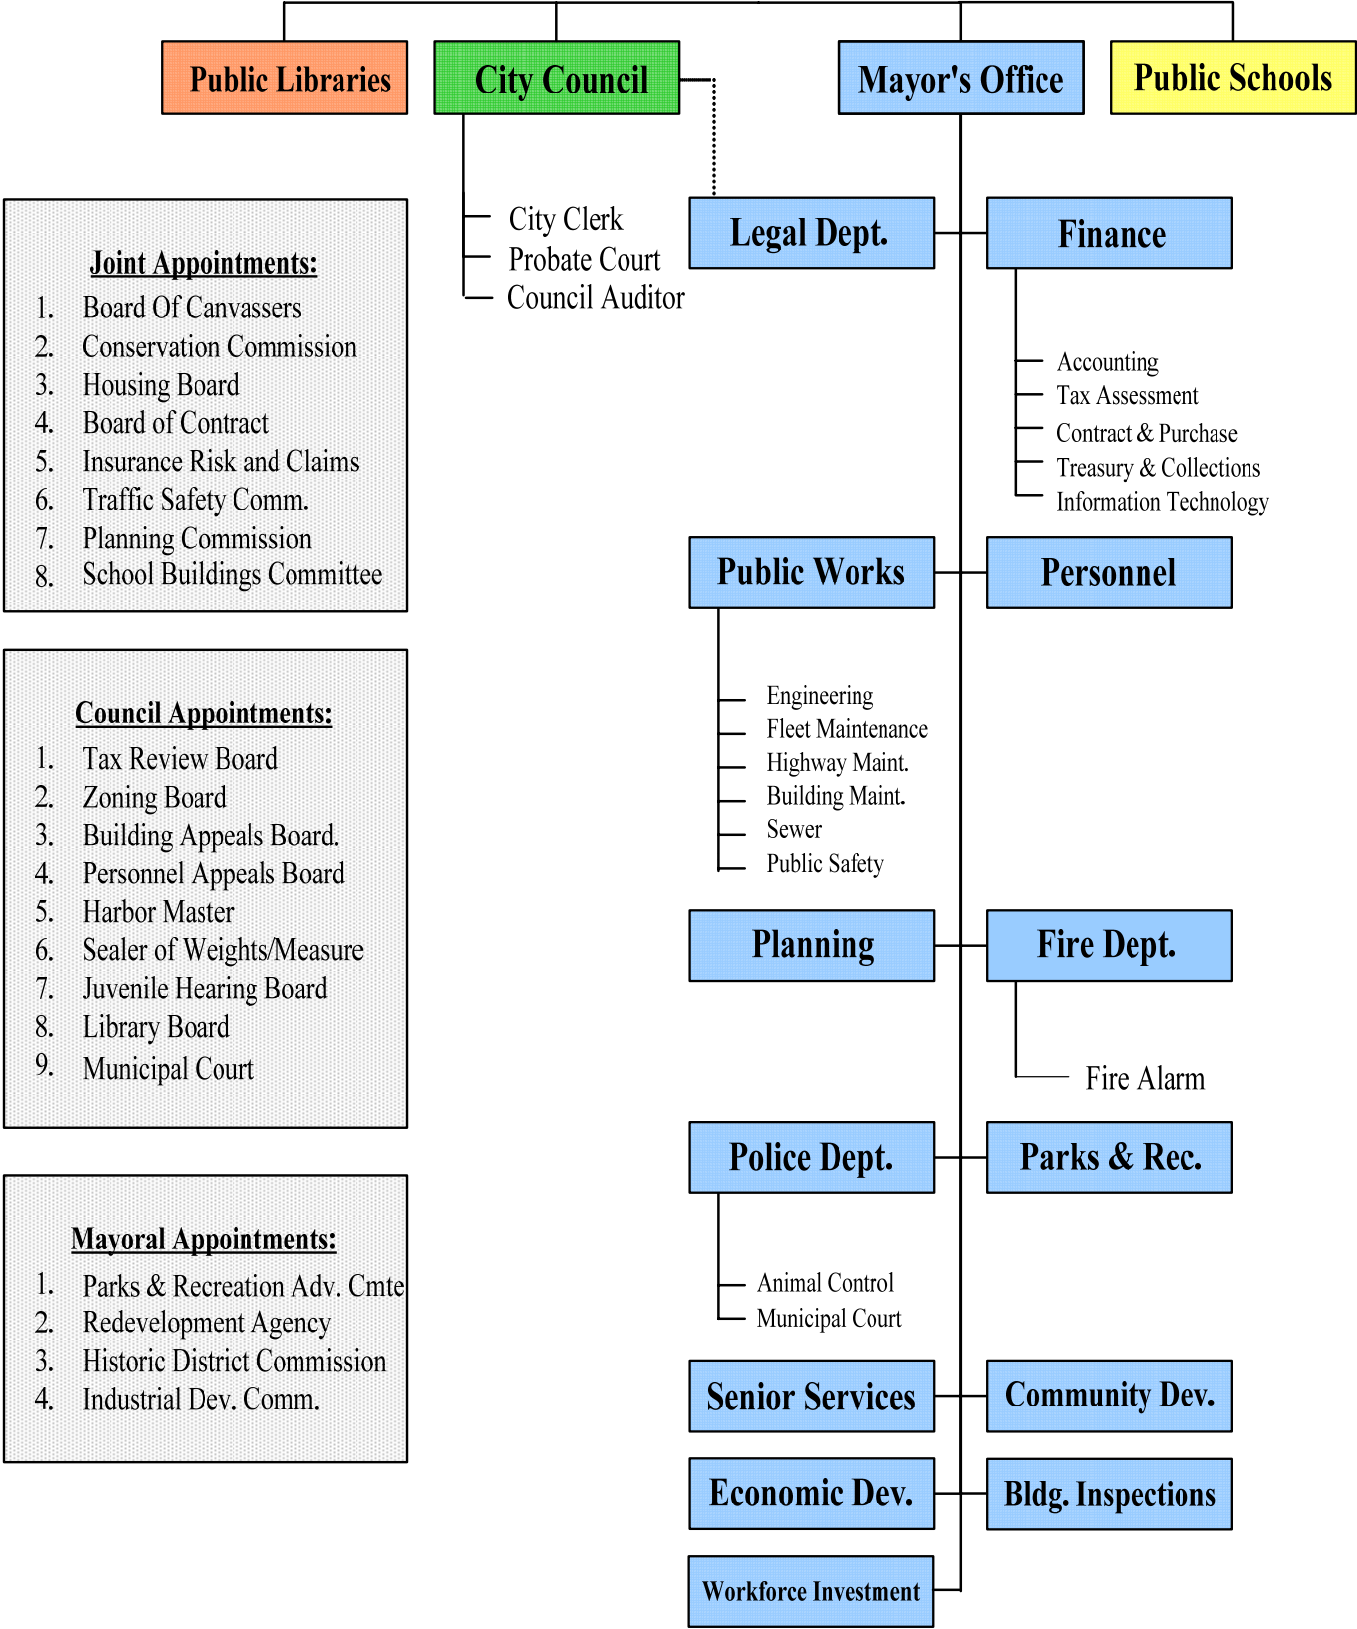 Public Libraries
City Council
Mayor's Office
Public Schools
City Clerk
Probate Court
Council Auditor
Joint Appointments:
1. Board Of Canvassers
2. Conservation Commission
3. Housing Board
4. Board of Contract
5. Insurance Risk and Claims
6. Traffic Safety Comm.
7. Planning Commission
8. School Buildings Committee
Council Appointments:
1. Tax Review Board
2. Zoning Board
3. Building Appeals Board.
4. Personnel Appeals Board
5. Harbor Master
6. Sealer of Weights/Measure
7. Juvenile Hearing Board
8. Library Board
9. Municipal Court
Mayoral Appointments:
1. Parks & Recreation Adv. Cmte
2. Redevelopment Agency
3. Historic District Commission
4. Industrial Dev. Comm.
Legal Dept.
Finance
Accounting
Tax Assessment
Contract & Purchase
Treasury & Collections
Information Technology
Public Works
Personnel
Engineering
Fleet Maintenance
Highway Maint.
Building Maint.
Sewer
Public Safety
Planning
Fire Dept.
Fire Alarm
Police Dept.
Parks & Rec.
Animal Control
Municipal Court
Senior Services
Community Dev.
Economic Dev.
Bldg. Inspections
Workforce Investment